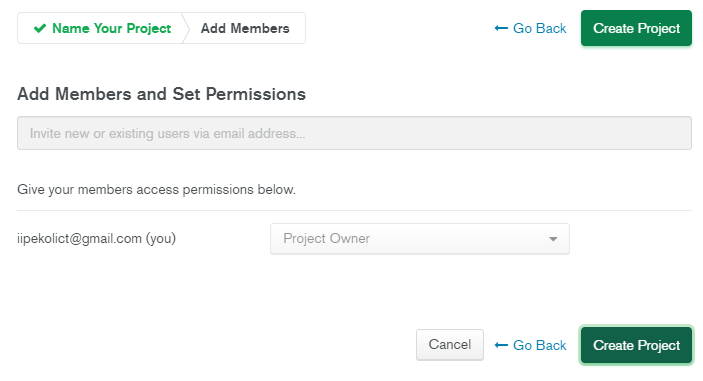 Name Your Project Add Members Go Back Create Project
Add Members and Set Permissions
Invite new or existing users via email address...
Give your members access permissions below.
iipekolict@gmail.com (you) Project Owner
Cancel Go Back Create Project